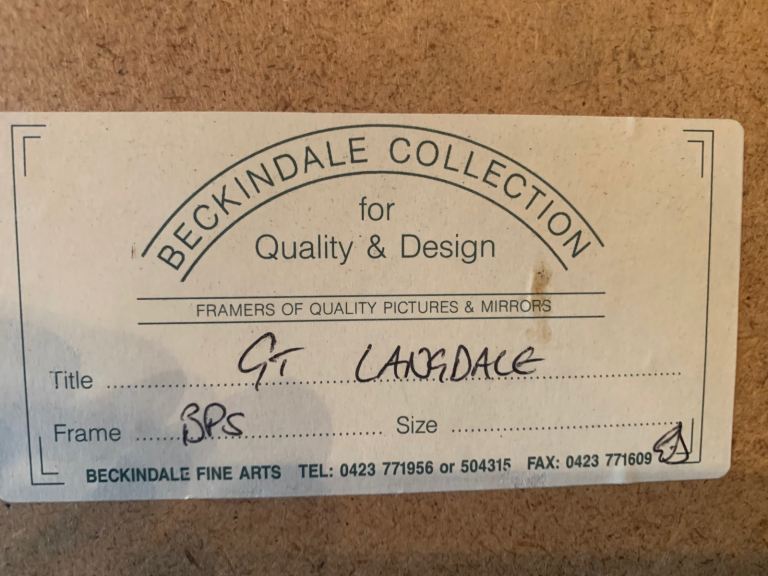 BECKINDALE COLLECTION
for
Quality & Design
FRAMERS OF QUALITY PICTURES & MIRRORS
Title GT LANGDALE
Frame BPS Size
BECKINDALE FINE ARTS TEL: 0423 771956 or 504315 FAX: 0423 771609